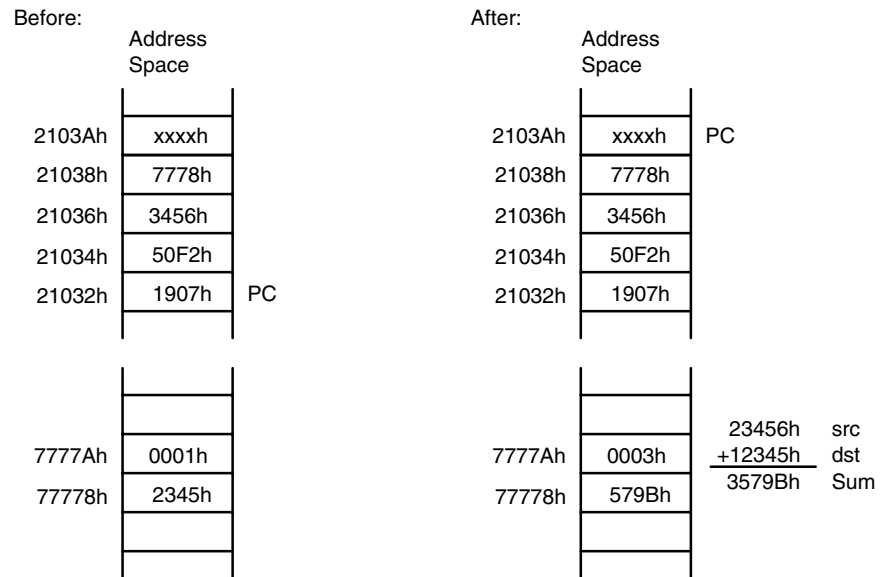 Before:
Address
Space
2103Ah xxxxh
21038h 7778h
21036h 3456h
21034h 50F2h
21032h 1907h PC
7777Ah 0001h
77778h 2345h
After:
Address
Space
2103Ah xxxxh PC
21038h 7778h
21036h 3456h
21034h 50F2h
21032h 1907h
23456h src
7777Ah 0003h +12345h dst
77778h 579Bh 3579Bh Sum